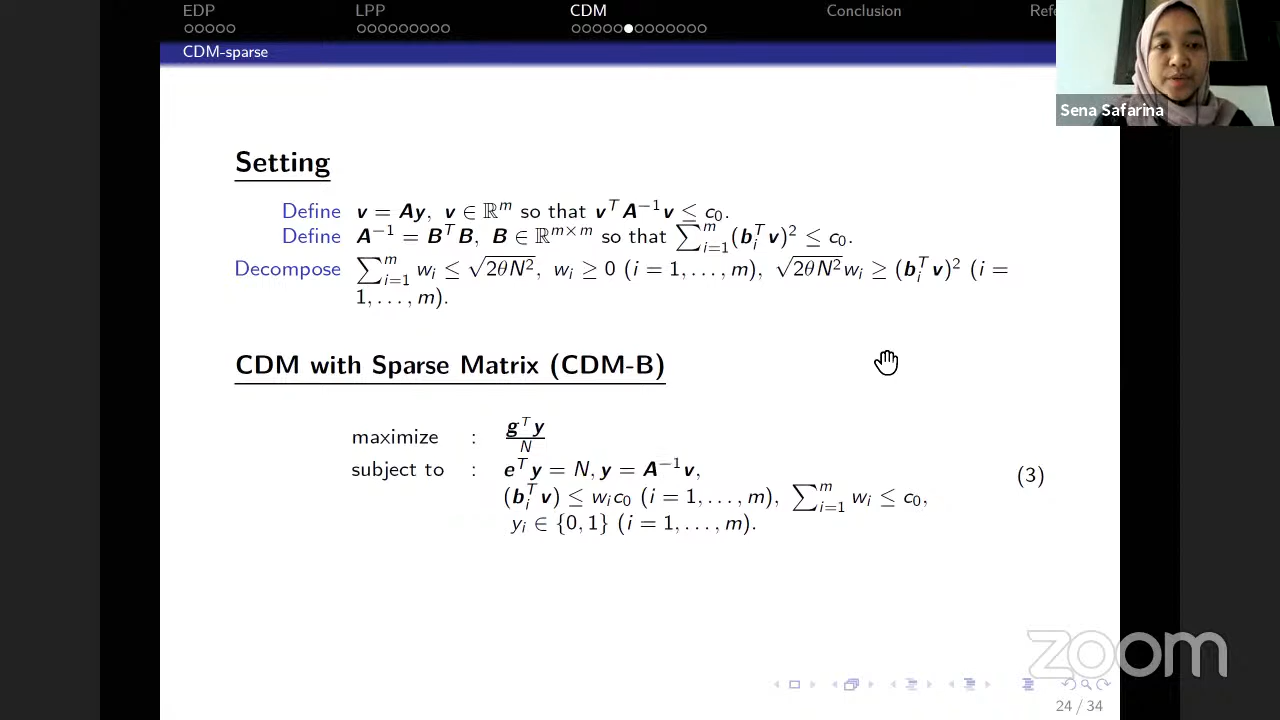 EDP LPP CDM Conclusion Refe
CDM-sparse
Sena Safarina
Setting
Define v = Ay, v ∈ ℝ^m so that v^T A^{-1} v ≤ c_0.
Define A^{-1} = B^T B, B ∈ ℝ^{m×m} so that ∑_{i=1}^m (b_i^T v)^2 ≤ c_0.
Decompose ∑_{i=1}^m w_i ≤ √(2θN^2), w_i ≥ 0 (i = 1, . . . , m), √(2θN^2) w_i ≥ (b_i^T v)^2 (i =
1, . . . , m).
CDM with Sparse Matrix (CDM-B)
maximize : g^T y / N
subject to : e^T y = N, y = A^{-1} v,
(b_i^T v) ≤ w_i c_0 (i = 1, . . . , m), ∑_{i=1}^m w_i ≤ c_0,
y_i ∈ {0, 1} (i = 1, . . . , m).
(3)
zoom
24 / 34